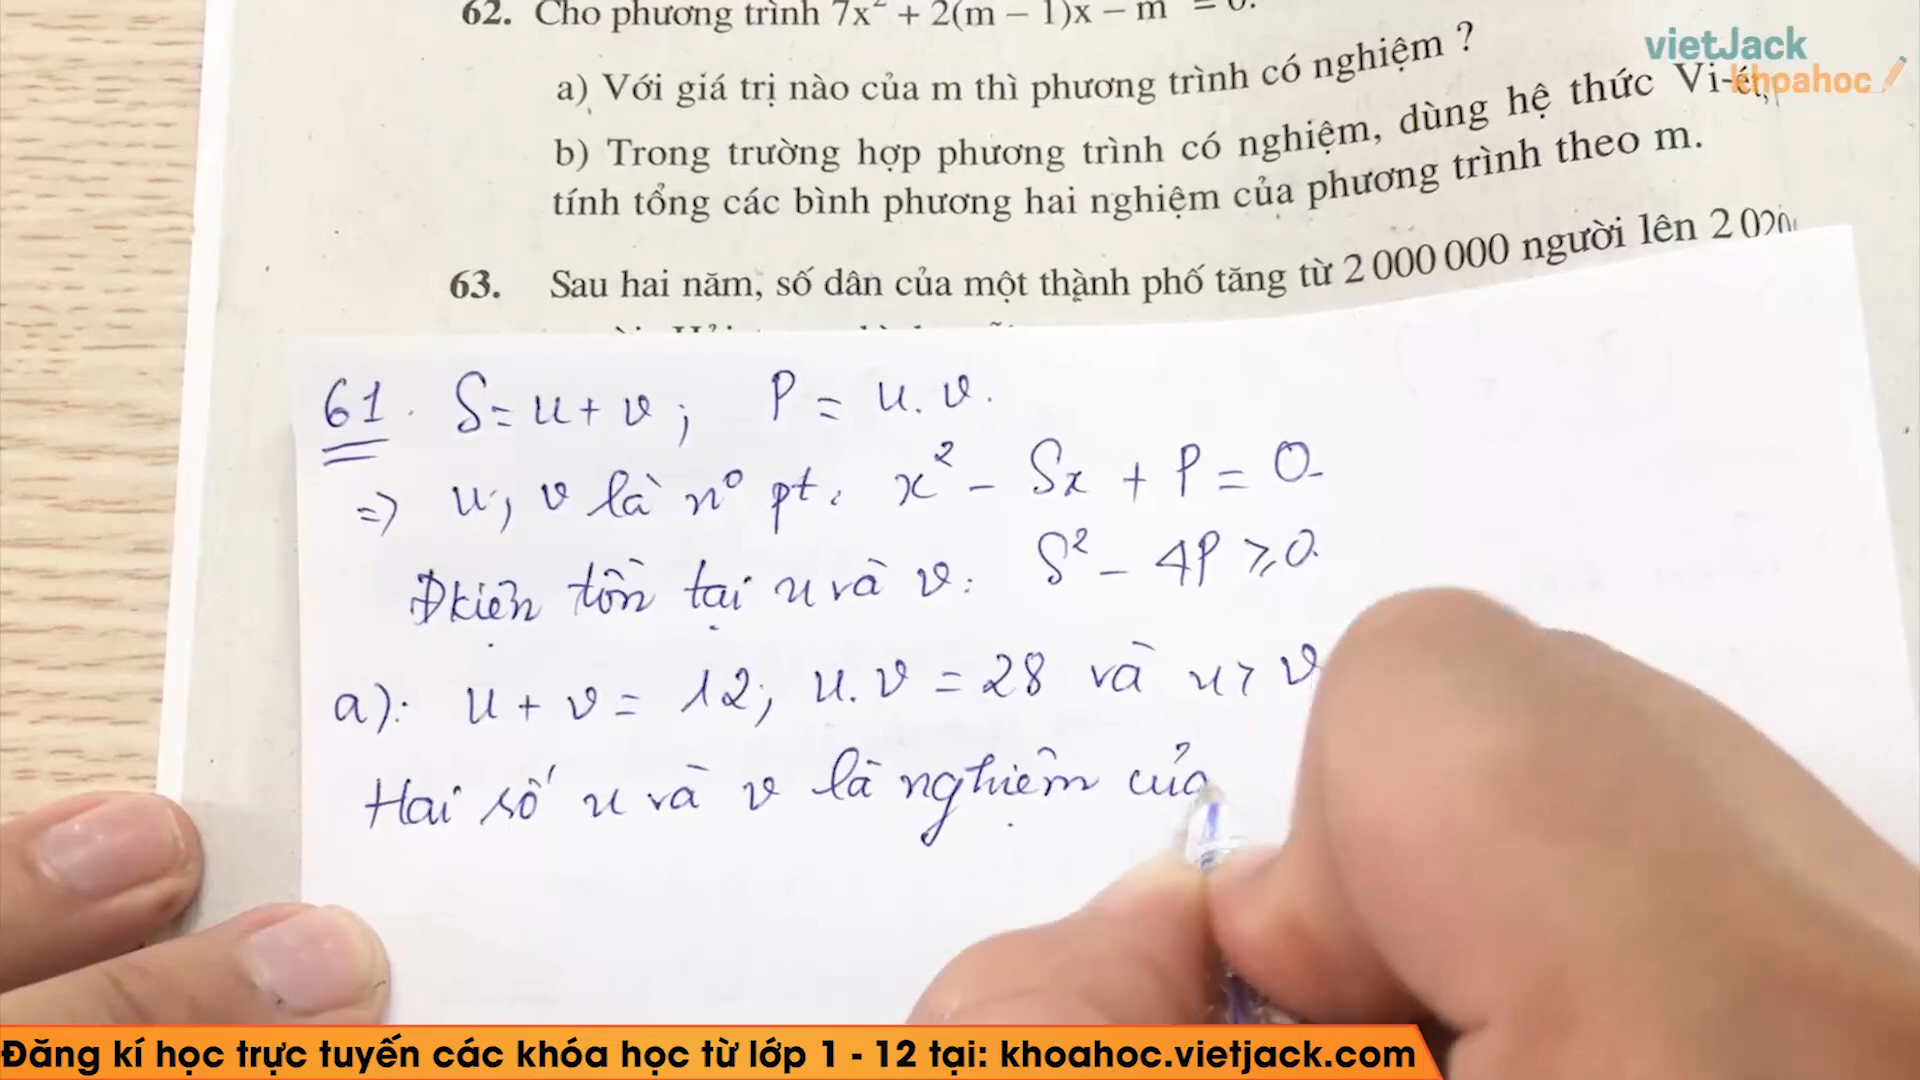 62. Cho phương trình 7x² + 2(m − 1)x − m = 0.
vietJack
khoahoc
a) Với giá trị nào của m thì phương trình có nghiệm ?
b) Trong trường hợp phương trình có nghiệm, dùng hệ thức Vi-ét,
tính tổng các bình phương hai nghiệm của phương trình theo m.
63. Sau hai năm, số dân của một thành phố tăng từ 2 000 000 người lên 2 020
61. S = u + v ; P = u . v .
=> u, v là n⁰ pt : x² − Sx + P = 0
Đkiện tồn tại u và v : S² − 4P ≥ 0.
a): u + v = 12; u . v = 28 và u > v
Hai số u và v là nghiệm của
Đăng kí học trực tuyến các khóa học từ lớp 1 - 12 tại: khoahoc.vietjack.com